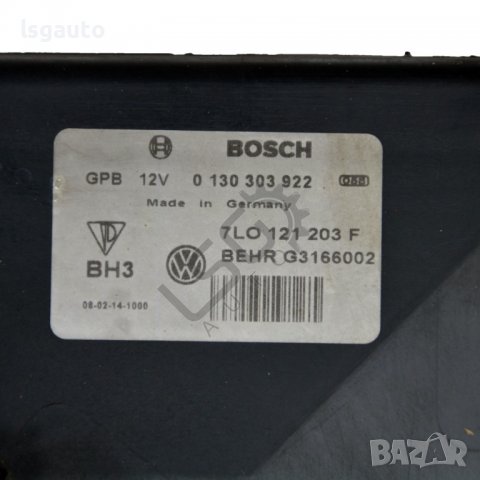 lsgauto
BOSCH
GPB 12V 0 130 303 922
Made in Germany
7LO 121 203 F
BH3
BEHR G3166002
08-02-14-1000
BAZAR